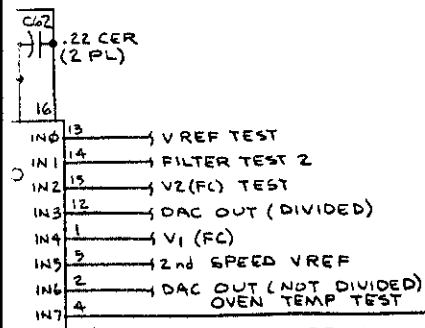 C62
.22 CER
(2 PL)
16
INØ 13 V REF TEST
IN1 14 FILTER TEST 2
IN2 15 V2(FC) TEST
IN3 12 DAC OUT (DIVIDED)
IN4 1 V1 (FC)
IN5 5 2nd SPEED VREF
IN6 2 DAC OUT (NOT DIVIDED)
OVEN TEMP TEST
IN7 4